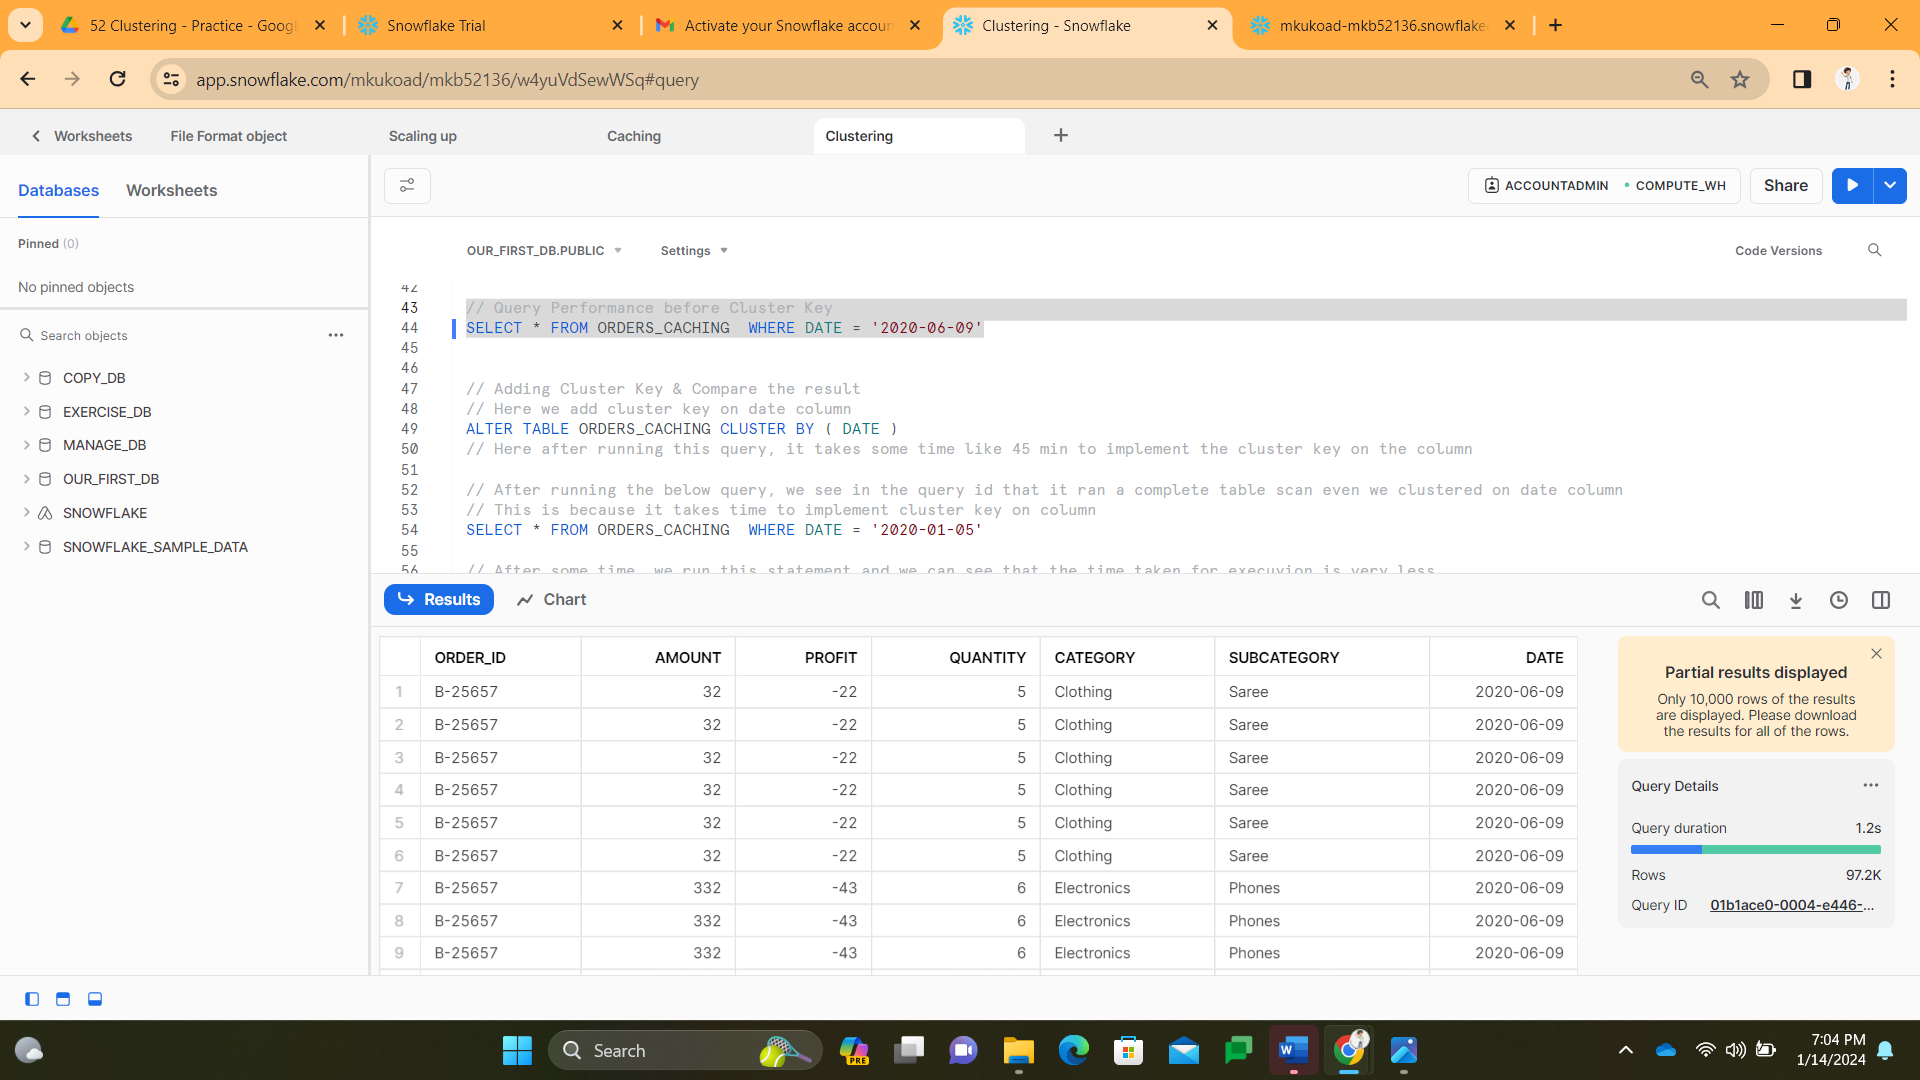 52 Clustering - Practice - Googl
Snowflake Trial
Activate your Snowflake accoun
Clustering - Snowflake
mkukoad-mkb52136.snowflake
app.snowflake.com/mkukoad/mkb52136/w4yuVdSewWSq#query
Worksheets
File Format object
Scaling up
Caching
Clustering
Databases
Worksheets
ACCOUNTADMIN
COMPUTE_WH
Share
Pinned (0)
No pinned objects
OUR_FIRST_DB.PUBLIC
Settings
Code Versions
Search objects
COPY_DB
EXERCISE_DB
MANAGE_DB
OUR_FIRST_DB
SNOWFLAKE
SNOWFLAKE_SAMPLE_DATA
42
43 // Query Performance before Cluster Key
44 SELECT * FROM ORDERS_CACHING  WHERE DATE = '2020-06-09'
45
46
47 // Adding Cluster Key & Compare the result
48 // Here we add cluster key on date column
49 ALTER TABLE ORDERS_CACHING CLUSTER BY ( DATE )
50 // Here after running this query, it takes some time like 45 min to implement the cluster key on the column
51
52 // After running the below query, we see in the query id that it ran a complete table scan even we clustered on date column
53 // This is because it takes time to implement cluster key on column
54 SELECT * FROM ORDERS_CACHING  WHERE DATE = '2020-01-05'
55
56 // After some time, we run this statement and we can see that the time taken for execuvion is very less
Results
Chart
ORDER_ID AMOUNT PROFIT QUANTITY CATEGORY SUBCATEGORY DATE
1 B-25657 32 -22 5 Clothing Saree 2020-06-09
2 B-25657 32 -22 5 Clothing Saree 2020-06-09
3 B-25657 32 -22 5 Clothing Saree 2020-06-09
4 B-25657 32 -22 5 Clothing Saree 2020-06-09
5 B-25657 32 -22 5 Clothing Saree 2020-06-09
6 B-25657 32 -22 5 Clothing Saree 2020-06-09
7 B-25657 332 -43 6 Electronics Phones 2020-06-09
8 B-25657 332 -43 6 Electronics Phones 2020-06-09
9 B-25657 332 -43 6 Electronics Phones 2020-06-09
Partial results displayed
Only 10,000 rows of the results
are displayed. Please download
the results for all of the rows.
Query Details
Query duration 1.2s
Rows 97.2K
Query ID 01b1ace0-0004-e446-...
Search
PRE
W
7:04 PM
1/14/2024